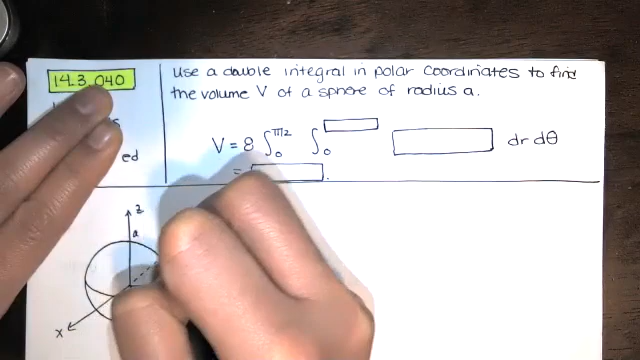 14.3.040
Use a double integral in polar coordinates to find
the volume V of a sphere of radius a.
ed
V = 8 ∫₀^π/2 ∫₀ dr dθ
= .
z
a
x